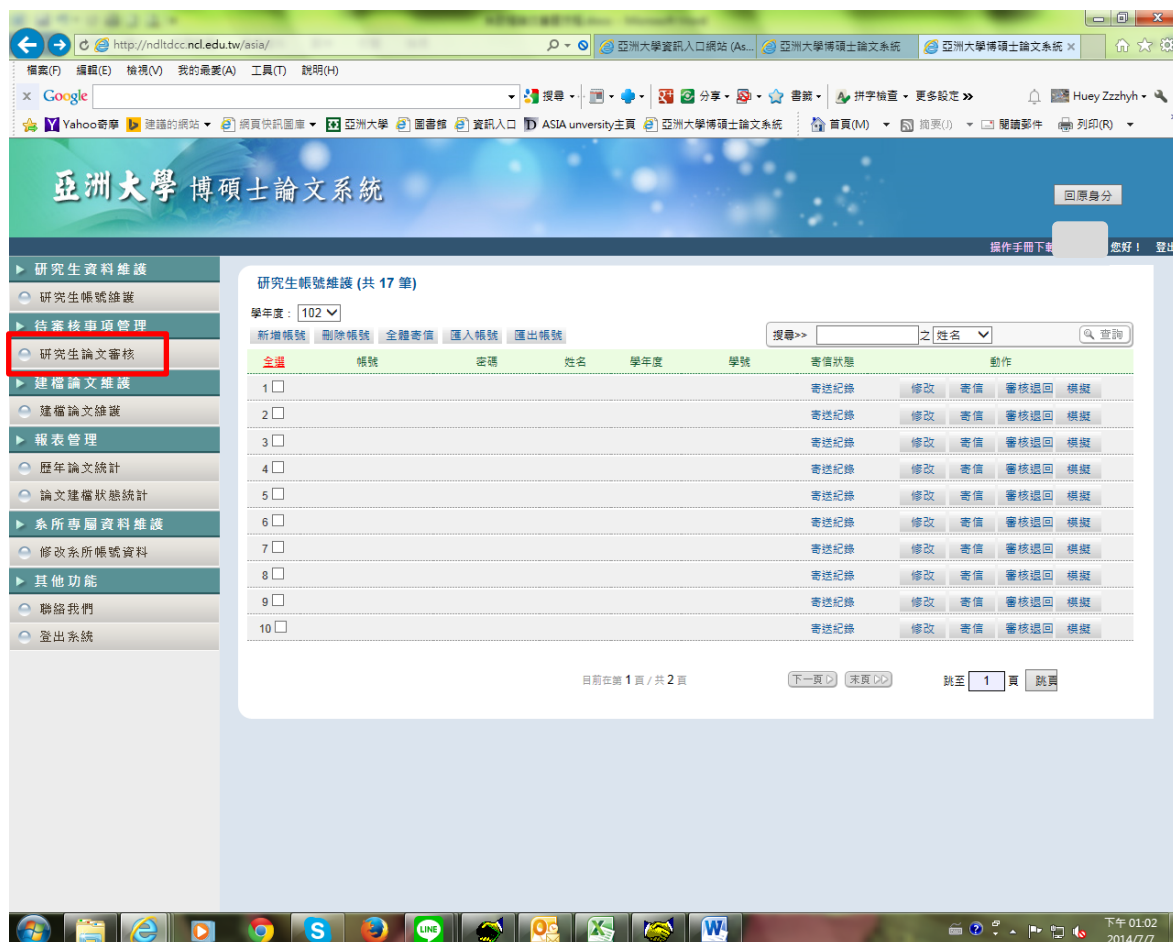 http://ndltdcc.ncl.edu.tw/asia/
亞洲大學資訊入口網站 (As...
亞洲大學博碩士論文系統
亞洲大學博碩士論文系統
檔案(F) 編輯(E) 檢視(V) 我的最愛(A) 工具(T) 說明(H)
x Google 搜尋 分享 書籤 拼字檢查 更多設定 » Huey Zzzhyh
Yahoo奇摩 建議的網站 網頁快訊圖庫 亞洲大學 圖書館 資訊入口 ASIA unversity主頁 亞洲大學博碩士論文系統 首頁(M) 摘要(J) 閱讀郵件 列印(R)
亞洲大學 博碩士論文系統
回原身分
操作手冊下載 您好! 登出
研究生資料維護
研究生帳號維護
待審核事項管理
研究生論文審核
建檔論文維護
建檔論文維護
報表管理
歷年論文統計
論文建檔狀態統計
系所專屬資料維護
修改系所帳號資料
其他功能
聯絡我們
登出系統
研究生帳號維護 (共 17 筆)
學年度: 102
新增帳號 刪除帳號 全體寄信 匯入帳號 匯出帳號 搜尋>> 之 姓名 查詢
全選 帳號 密碼 姓名 學年度 學號 寄信狀態 動作
1 寄送紀錄 修改 寄信 審核退回 模擬
2 寄送紀錄 修改 寄信 審核退回 模擬
3 寄送紀錄 修改 寄信 審核退回 模擬
4 寄送紀錄 修改 寄信 審核退回 模擬
5 寄送紀錄 修改 寄信 審核退回 模擬
6 寄送紀錄 修改 寄信 審核退回 模擬
7 寄送紀錄 修改 寄信 審核退回 模擬
8 寄送紀錄 修改 寄信 審核退回 模擬
9 寄送紀錄 修改 寄信 審核退回 模擬
10 寄送紀錄 修改 寄信 審核退回 模擬
目前在第 1 頁 / 共 2 頁 下一頁 末頁 跳至 1 頁 跳頁
下午 01:02
2014/7/7